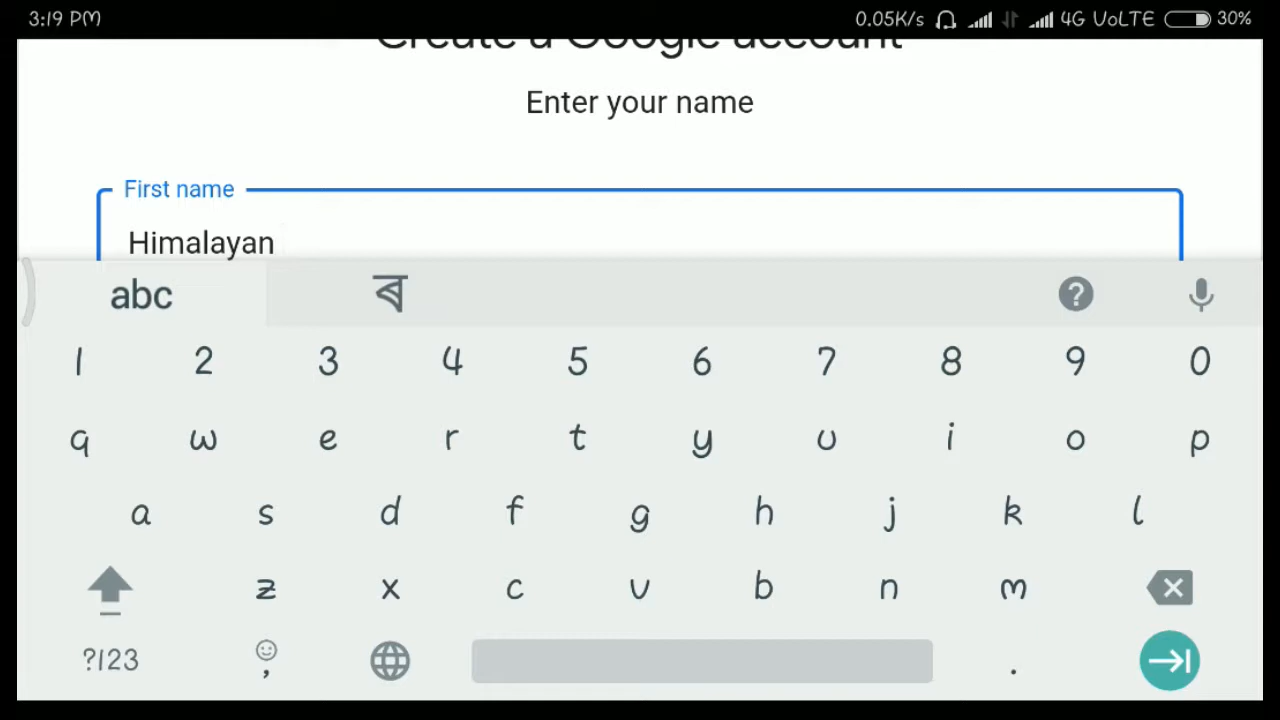 3:19 PM 0.05K/s 4G VoLTE 30%
Create a Google account
Enter your name
First name
Himalayan
abc ৰ
1 2 3 4 5 6 7 8 9 0
q w e r t y u i o p
a s d f g h j k l
z x c v b n m
?123 , .